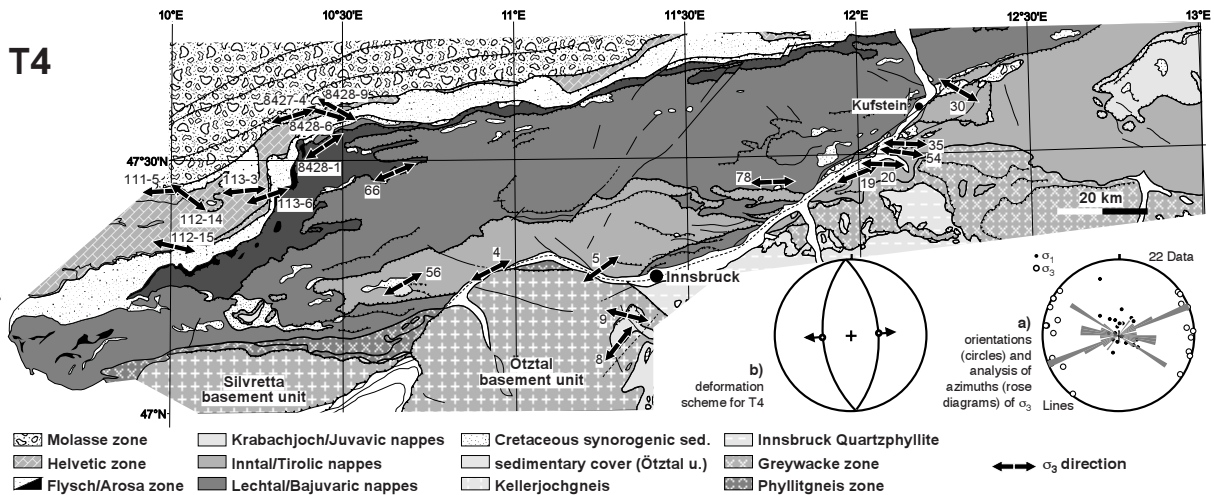 10°E 10°30'E 11°E 11°30'E 12°E 12°30'E 13°E
T4
8427-4 8428-9
8428-6
Kufstein
30
47°30'N
8428-1
35
54
111-5 113-3
66
78
19 20
113-6
112-14
20 km
112-15
4
5
56
Innsbruck
σ1
σ3
22 Data
9
8
a)
orientations
(circles) and
analysis of
azimuths (rose
diagrams) of σ3
Lines
b)
deformation
scheme for T4
Ötztal
basement unit
Silvretta
basement unit
47°N
Molasse zone
Krabachjoch/Juvavic nappes
Cretaceous synorogenic sed.
Innsbruck Quartzphyllite
Helvetic zone
Inntal/Tirolic nappes
sedimentary cover (Ötztal u.)
Greywacke zone
σ3 direction
Flysch/Arosa zone
Lechtal/Bajuvaric nappes
Kellerjochgneis
Phyllitgneis zone